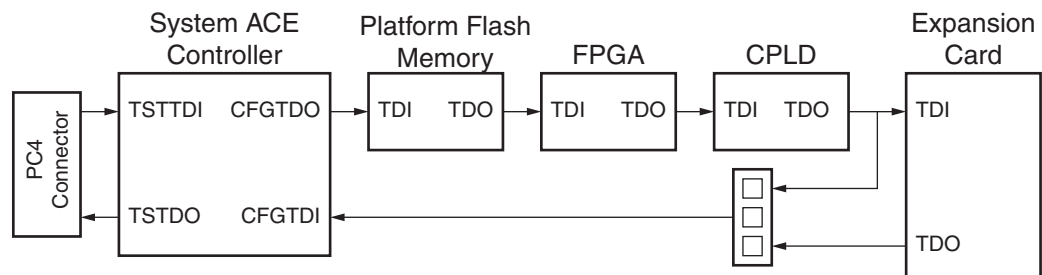 System ACE
Controller
Platform Flash
Memory
FPGA
CPLD
Expansion
Card
PC4
Connector
TSTTDI
CFGTDO
TDI
TDO
TDI
TDO
TDI
TDO
TDI
TSTDO
CFGTDI
TDO